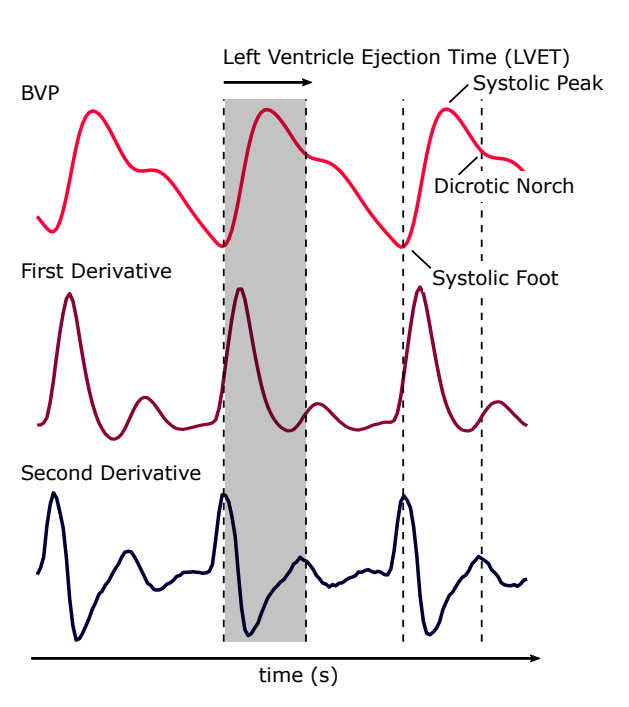 Left Ventricle Ejection Time (LVET)
Systolic Peak
BVP
Dicrotic Norch
First Derivative
Systolic Foot
Second Derivative
time (s)